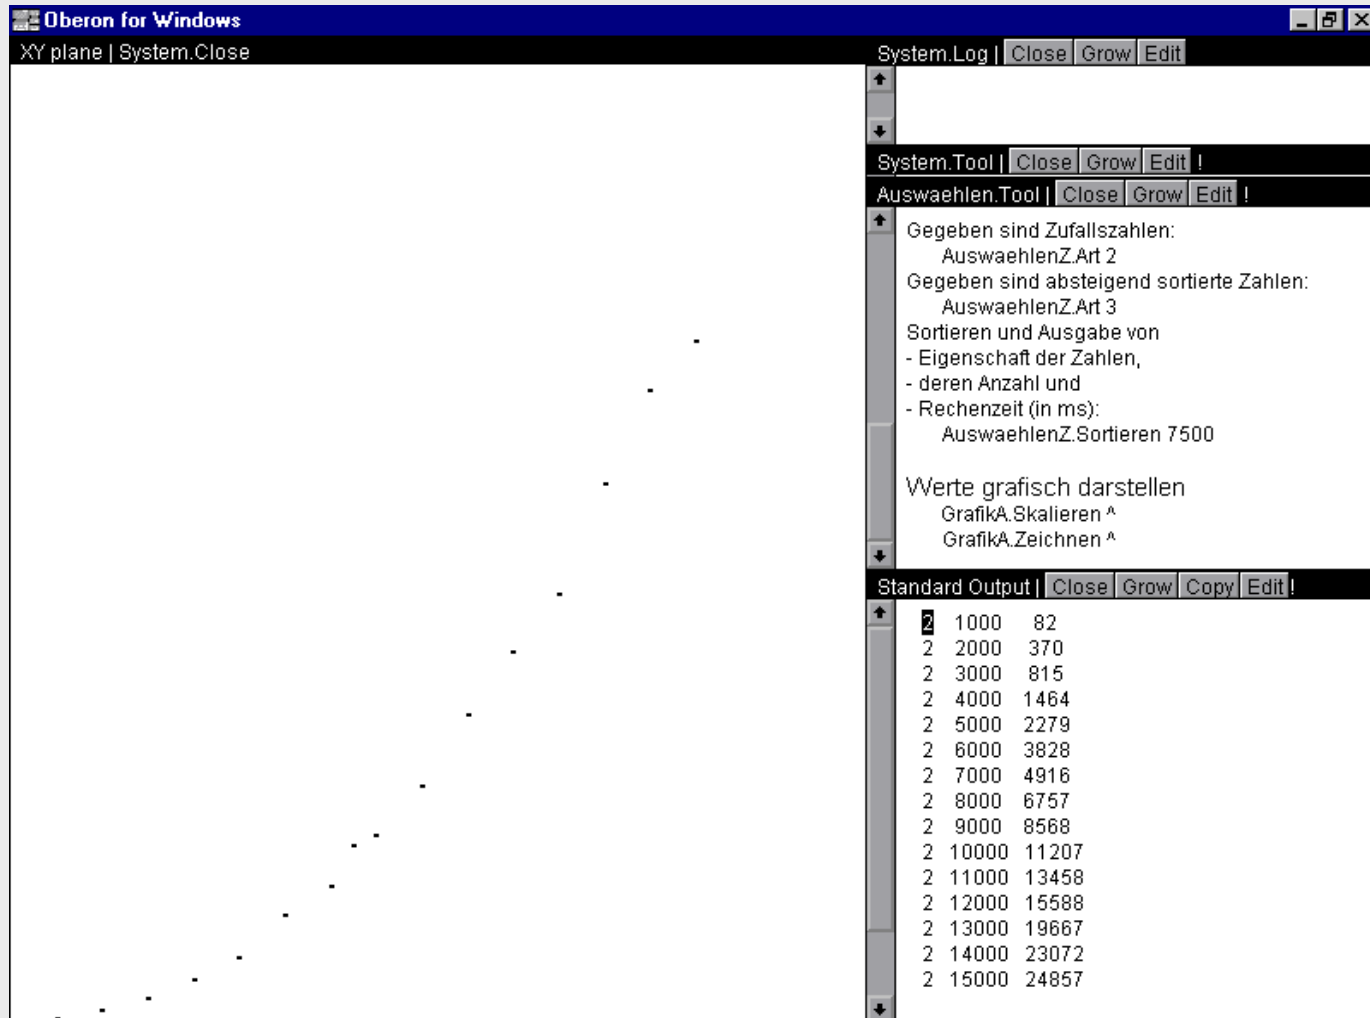 Oberon for Windows
XY plane | System.Close
System.Log | Close Grow Edit
System.Tool | Close Grow Edit !
Auswaehlen.Tool | Close Grow Edit !
Gegeben sind Zufallszahlen:
AuswaehlenZ.Art 2
Gegeben sind absteigend sortierte Zahlen:
AuswaehlenZ.Art 3
Sortieren und Ausgabe von
- Eigenschaft der Zahlen,
- deren Anzahl und
- Rechenzeit (in ms):
AuswaehlenZ.Sortieren 7500
Werte grafisch darstellen
GrafikA.Skalieren ^
GrafikA.Zeichnen ^
Standard Output | Close Grow Copy Edit !
2 1000 82
2 2000 370
2 3000 815
2 4000 1464
2 5000 2279
2 6000 3828
2 7000 4916
2 8000 6757
2 9000 8568
2 10000 11207
2 11000 13458
2 12000 15588
2 13000 19667
2 14000 23072
2 15000 24857